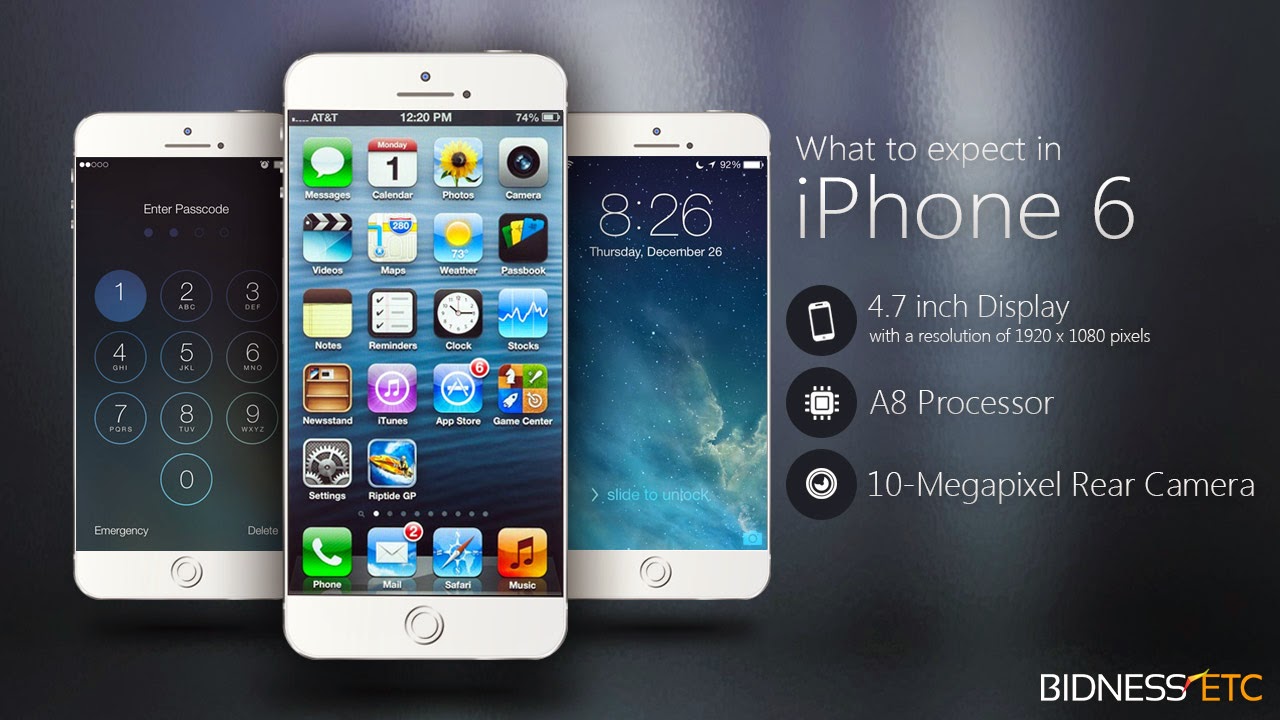 Enter Passcode
1
2
ABC
3
DEF
4
GHI
5
JKL
6
MNO
7
PQRS
8
TUV
9
WXYZ
0
Emergency
Delete
AT&T 12:20 PM 74%
Monday
1
Messages Calendar Photos Camera
280
73°
Videos Maps Weather Passbook
Notes Reminders Clock Stocks
6
Newsstand iTunes App Store Game Center
Settings Riptide GP
2
Phone Mail Safari Music
92%
8:26
Thursday, December 26
> slide to unlock
What to expect in
iPhone 6
4.7 inch Display
with a resolution of 1920 x 1080 pixels
A8 Processor
10-Megapixel Rear Camera
BIDNESS ETC